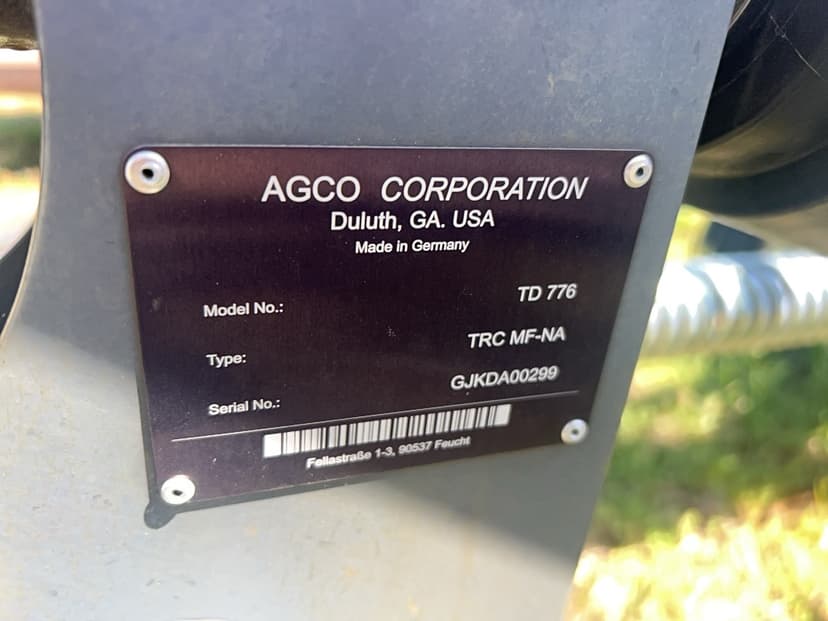 AGCO CORPORATION
Duluth, GA. USA
Made in Germany
Model No.: TD 776
Type: TRC MF-NA
Serial No.: GJKDA00299
Fellastraße 1-3, 90537 Feucht